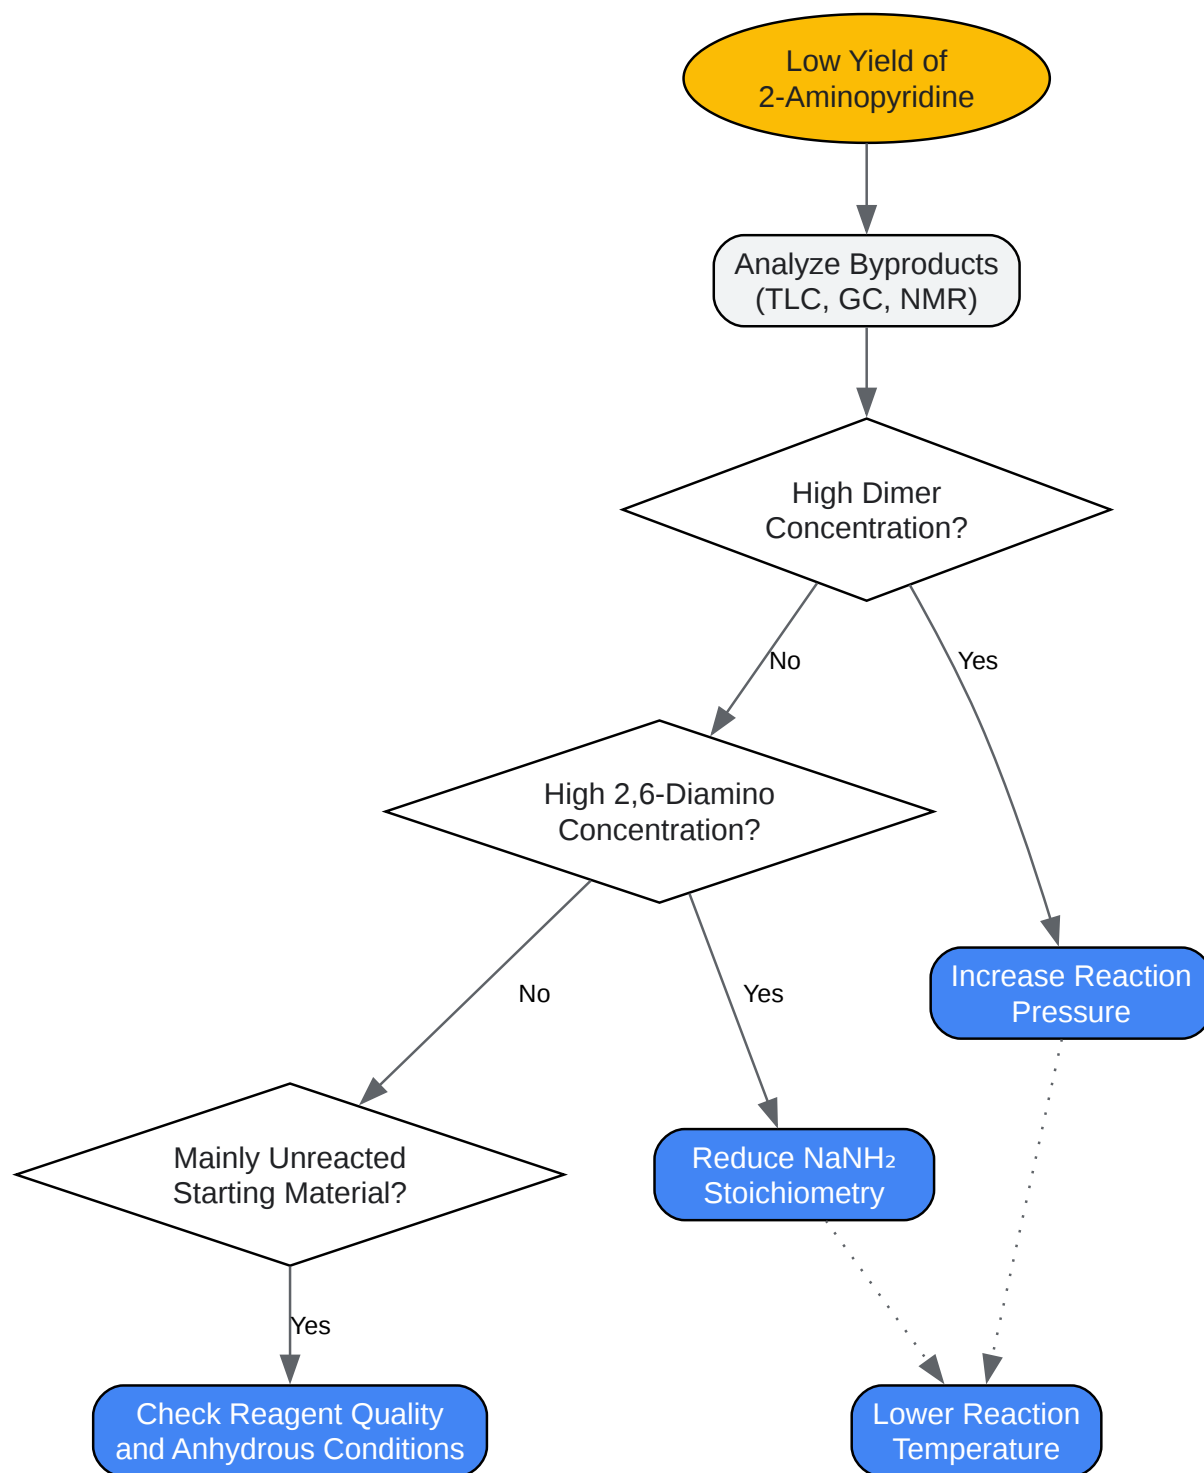 Low Yield of
2-Aminopyridine
Analyze Byproducts
(TLC, GC, NMR)
High Dimer
Concentration?
No
Yes
High 2,6-Diamino
Concentration?
No
Yes
Increase Reaction
Pressure
Mainly Unreacted
Starting Material?
Reduce NaNH₂
Stoichiometry
Yes
Check Reagent Quality
and Anhydrous Conditions
Lower Reaction
Temperature